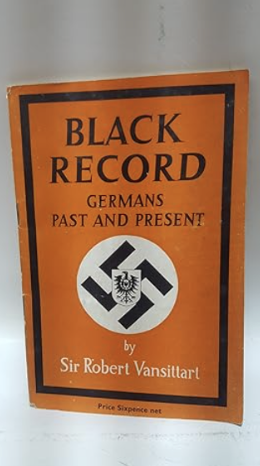 BLACK
RECORD
GERMANS
PAST AND PRESENT
by
Sir Robert Vansittart
Price Sixpence net